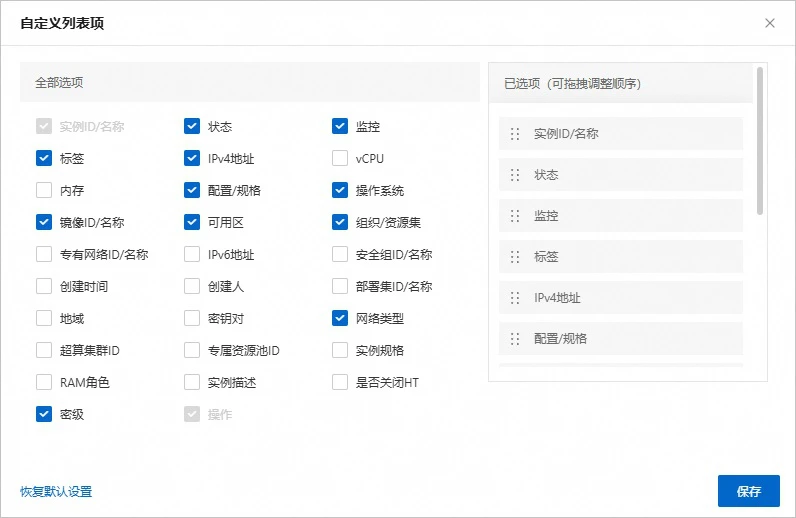 自定义列表项
全部选项
实例ID/名称 状态 监控
标签 IPv4地址 vCPU
内存 配置/规格 操作系统
镜像ID/名称 可用区 组织/资源集
专有网络ID/名称 IPv6地址 安全组ID/名称
创建时间 创建人 部署集ID/名称
地域 密钥对 网络类型
超算集群ID 专属资源池ID 实例规格
RAM角色 实例描述 是否关闭HT
密级 操作
已选项（可拖拽调整顺序）
实例ID/名称
状态
监控
标签
IPv4地址
配置/规格
恢复默认设置
保存